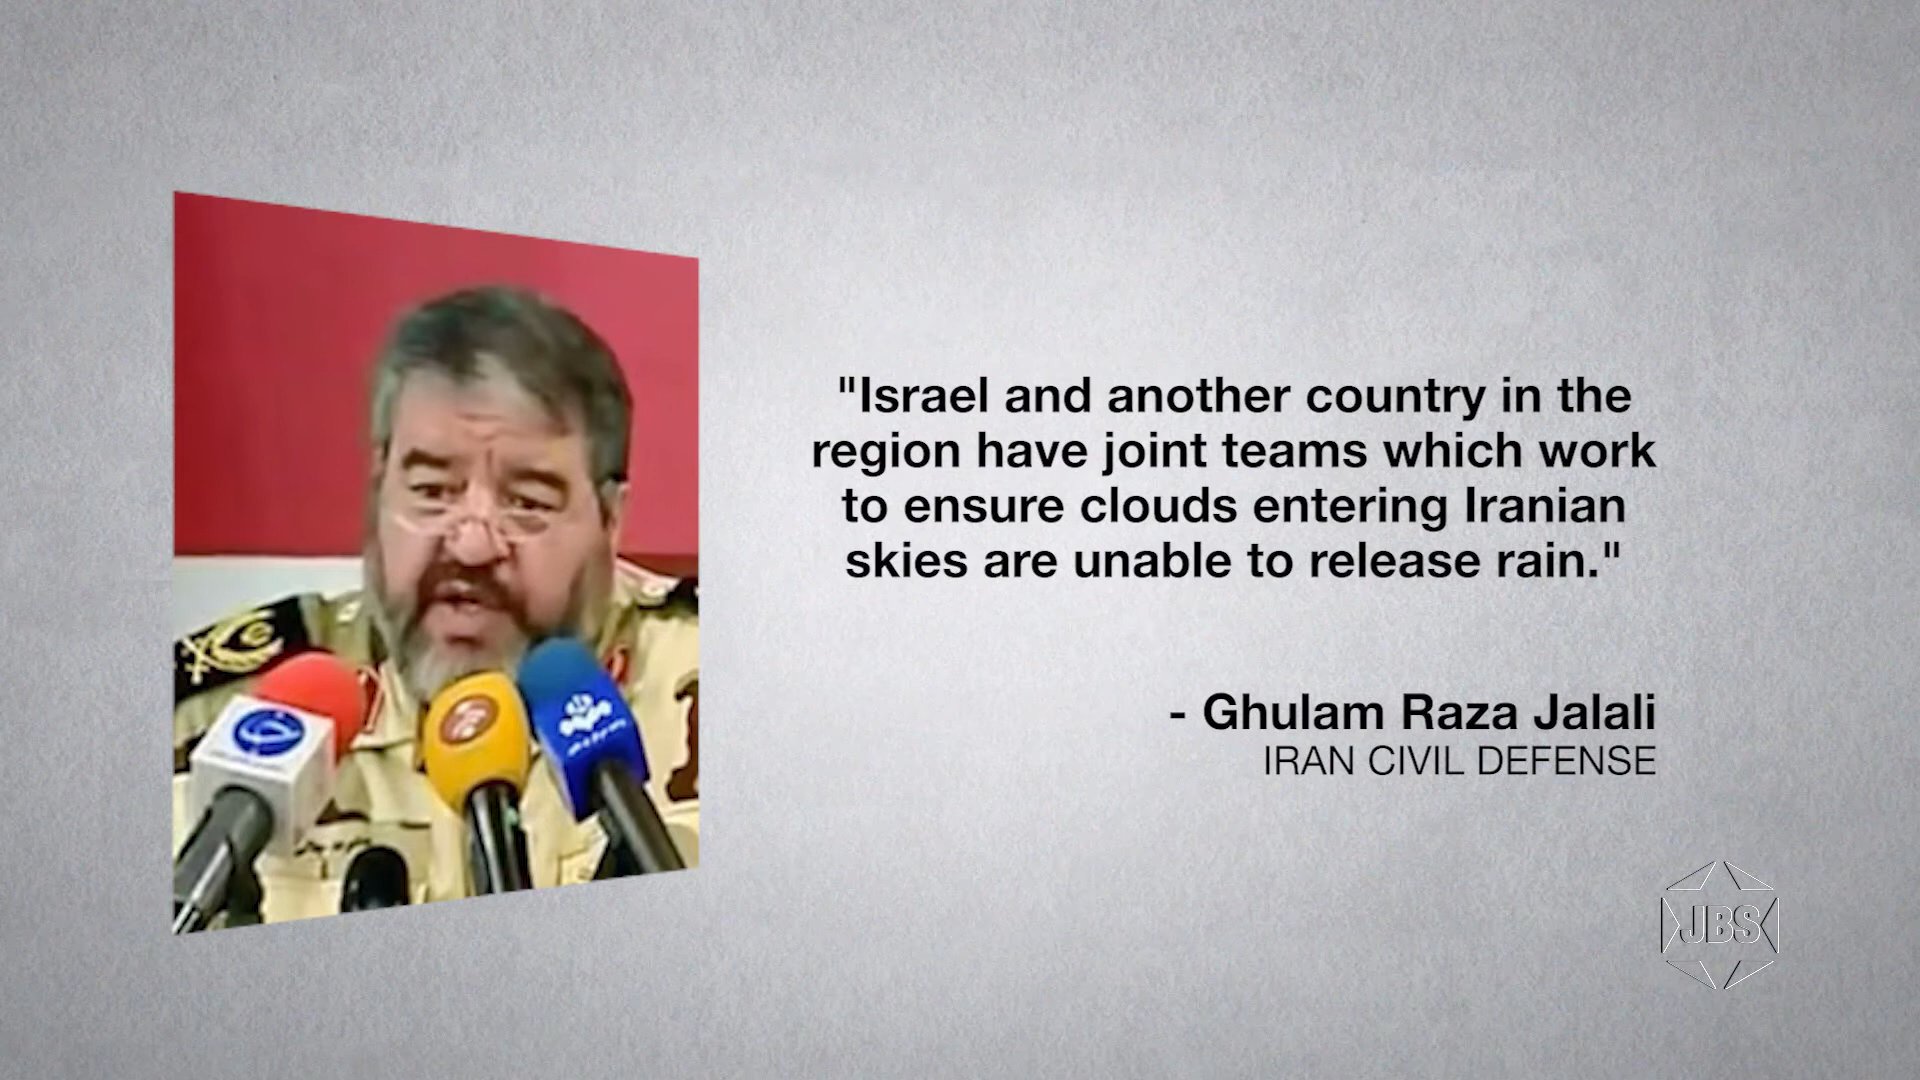 "Israel and another country in the
region have joint teams which work
to ensure clouds entering Iranian
skies are unable to release rain."
- Ghulam Raza Jalali
IRAN CIVIL DEFENSE
JBS